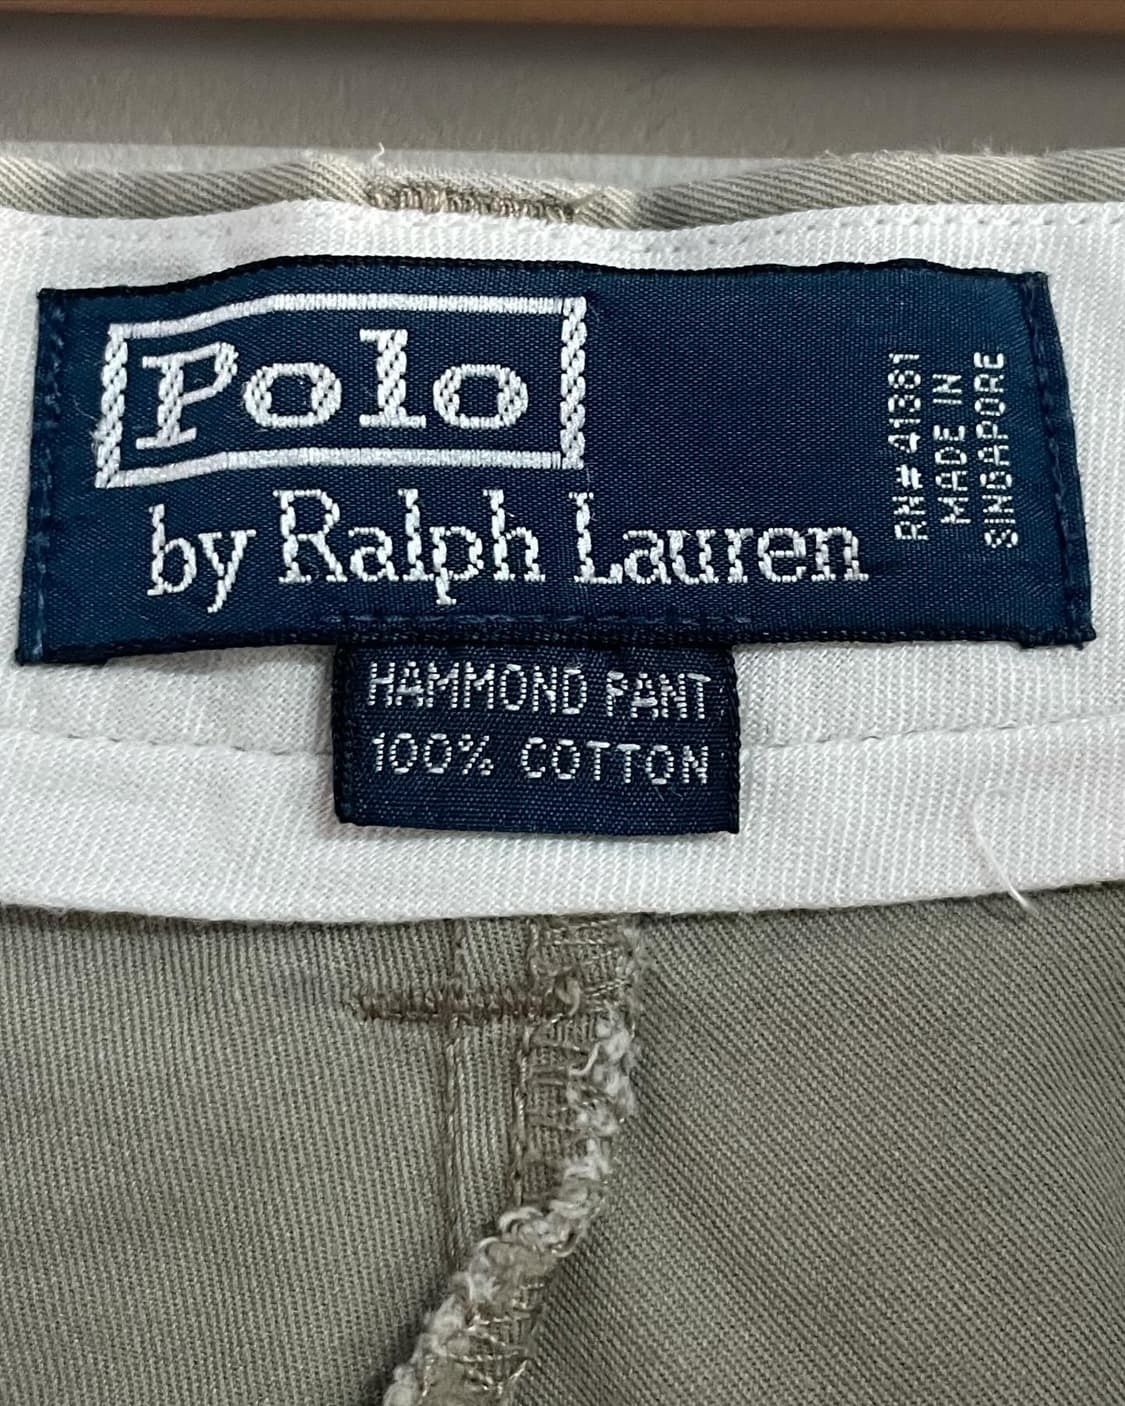 Polo
by Ralph Lauren
RN# 41381
MADE IN
SINGAPORE
HAMMOND PANT
100% COTTON